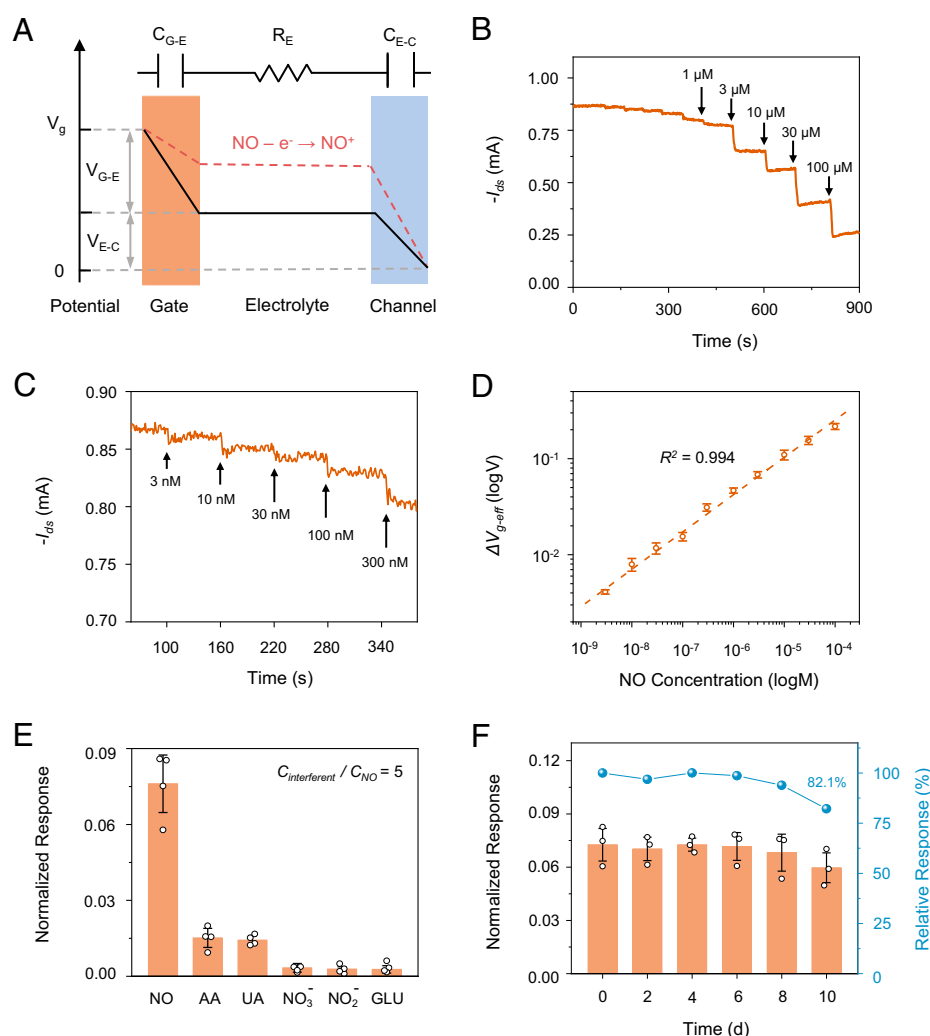 A
C_G-E
R_E
C_E-C
V_g
NO – e⁻ → NO⁺
V_G-E
V_E-C
0
Potential
Gate
Electrolyte
Channel
B
1.00
0.75
0.50
0.25
0.00
-I_ds (mA)
1 µM
3 µM
10 µM
30 µM
100 µM
0
300
600
900
Time (s)
C
0.90
0.85
0.80
0.70
-I_ds (mA)
3 nM
10 nM
30 nM
100 nM
300 nM
100
160
220
280
340
Time (s)
D
10⁻¹
10⁻²
ΔV_g-eff (logV)
R² = 0.994
10⁻⁹
10⁻⁸
10⁻⁷
10⁻⁶
10⁻⁵
10⁻⁴
NO Concentration (logM)
E
0.09
0.06
0.03
0.00
Normalized Response
C_interferent / C_NO = 5
NO
AA
UA
NO₃⁻
NO₂⁻
GLU
F
0.12
0.09
0.06
0.03
0.00
Normalized Response
82.1%
100
75
50
25
0
Relative Response (%)
0
2
4
6
8
10
Time (d)